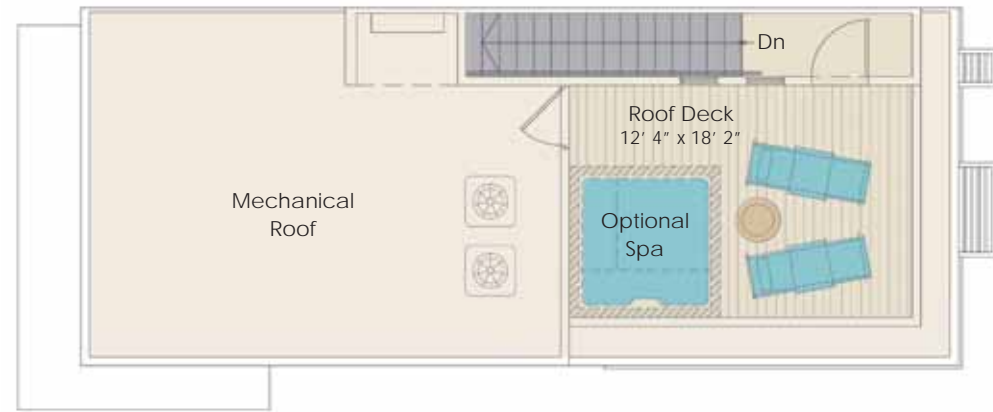 Dn
Roof Deck
12' 4" x 18' 2"
Mechanical
Roof
Optional
Spa